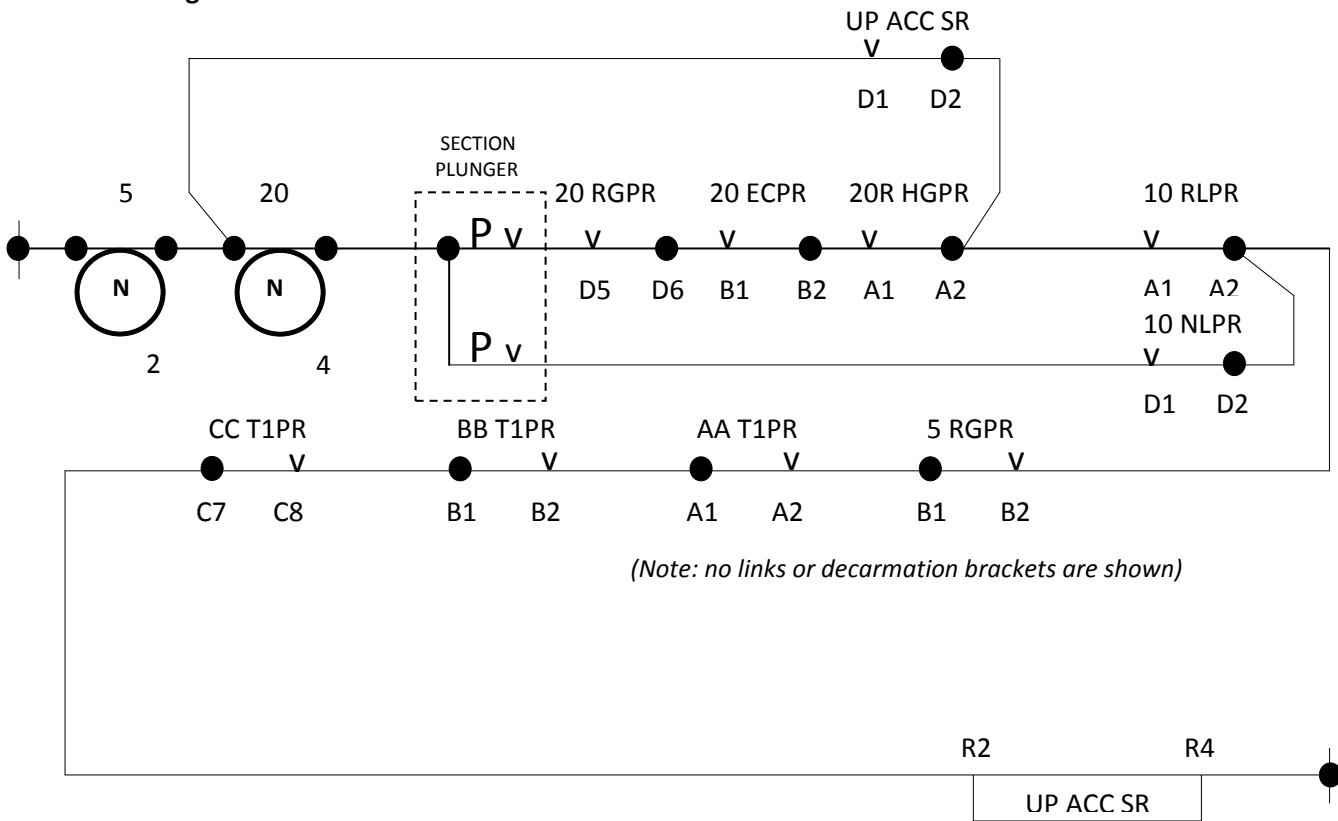 UP ACC SR
v
D1 D2
SECTION
PLUNGER
5 20 20 RGPR 20 ECPR 20R HGPR 10 RLPR
P v v v v v
N N D5 D6 B1 B2 A1 A2 A1 A2
10 NLPR
2 4 P v v
D1 D2
CC T1PR BB T1PR AA T1PR 5 RGPR
v v v v
C7 C8 B1 B2 A1 A2 B1 B2
(Note: no links or decarmation brackets are shown)
R2 R4
UP ACC SR